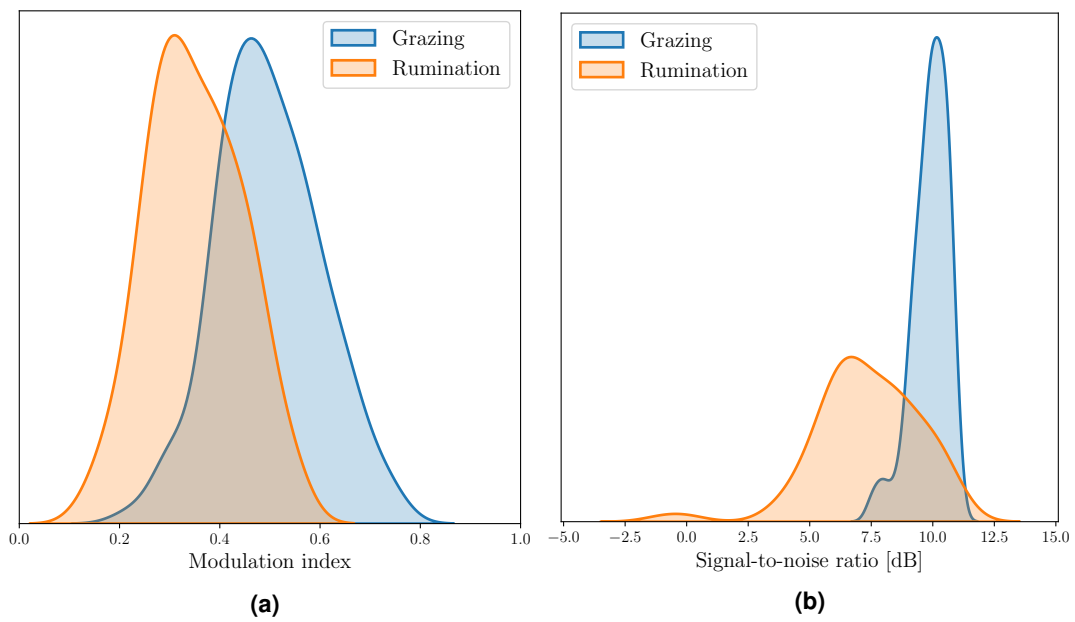 Grazing
Rumination
0.0 0.2 0.4 0.6 0.8 1.0
Modulation index
(a)
Grazing
Rumination
−5.0 −2.5 0.0 2.5 5.0 7.5 10.0 12.5 15.0
Signal-to-noise ratio [dB]
(b)